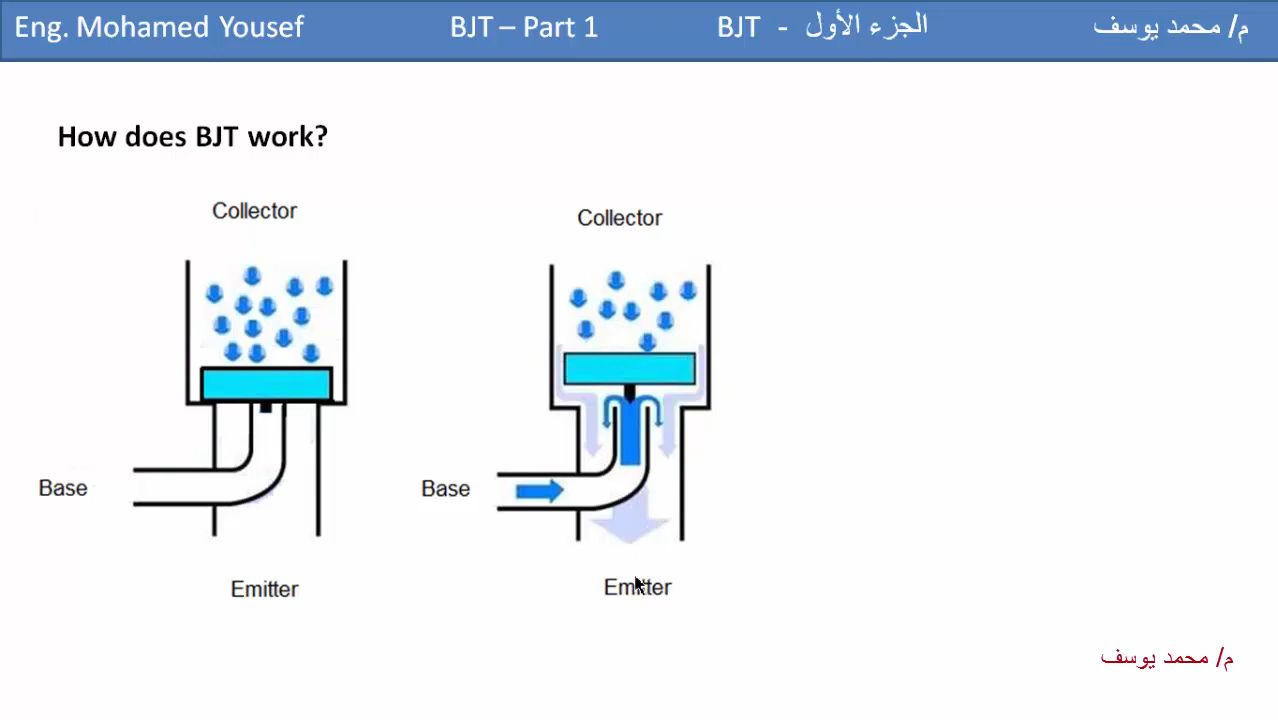 Eng. Mohamed Yousef
BJT – Part 1
BJT - الجزء الأول
م/ محمد يوسف
How does BJT work?
Collector
Collector
Base
Base
Emitter
Emitter
م/ محمد يوسف